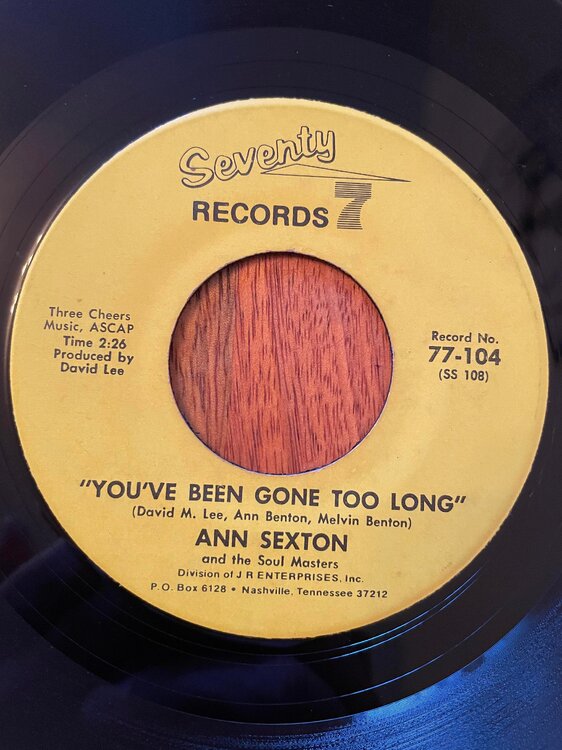 Seventy
RECORDS 7
Three Cheers
Music, ASCAP
Time 2:26
Produced by
David Lee
Record No.
77-104
(SS 108)
"YOU'VE BEEN GONE TOO LONG"
(David M. Lee, Ann Benton, Melvin Benton)
ANN SEXTON
and the Soul Masters
Division of J R ENTERPRISES, Inc.
P.O. Box 6128 • Nashville, Tennessee 37212